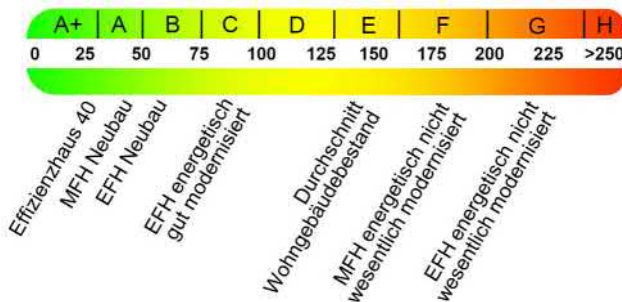 A+ A B C D E F G H
0 25 50 75 100 125 150 175 200 225 >250
Effizienzhaus 40
MFH Neubau
EFH Neubau
EFH energetisch
gut modernisiert
Durchschnitt
Wohngebäudebestand
MFH energetisch nicht
wesentlich modernisiert
EFH energetisch nicht
wesentlich modernisiert